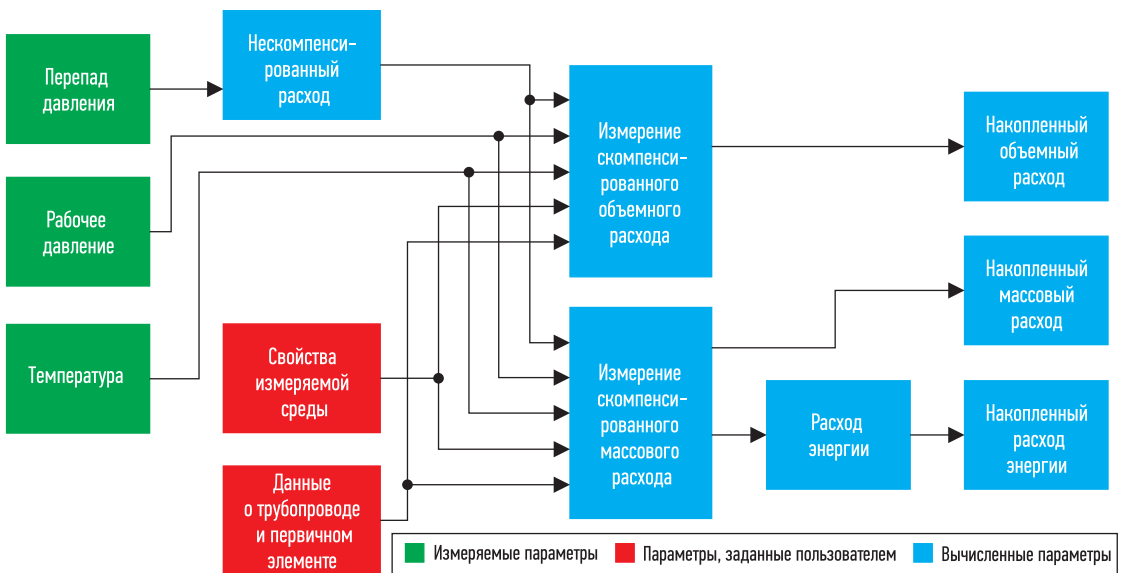 Перепад
давления
Рабочее
давление
Температура
Нескомпенси-
рованный
расход
Свойства
измеряемой
среды
Данные
о трубопроводе
и первичном
элементе
Измерение
скомпенси-
рованного
объемного
расхода
Измерение
скомпенси-
рованного
массового
расхода
Расход
энергии
Накопленный
объемный
расход
Накопленный
массовый
расход
Накопленный
расход
энергии
Измеряемые параметры
Параметры, заданные пользователем
Вычисленные параметры